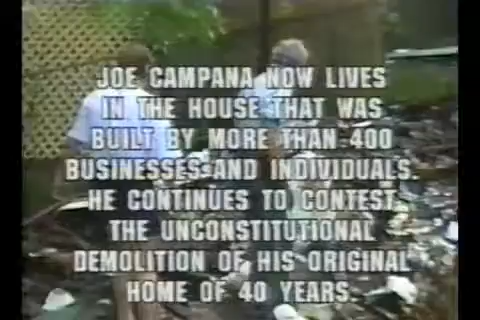 JOE CAMPANA NOW LIVES
IN THE HOUSE THAT WAS
BUILT BY MORE THAN 400
BUSINESSES AND INDIVIDUALS.
HE CONTINUES TO CONTEST
THE UNCONSTITUTIONAL
DEMOLITION OF HIS ORIGINAL
HOME OF 40 YEARS.